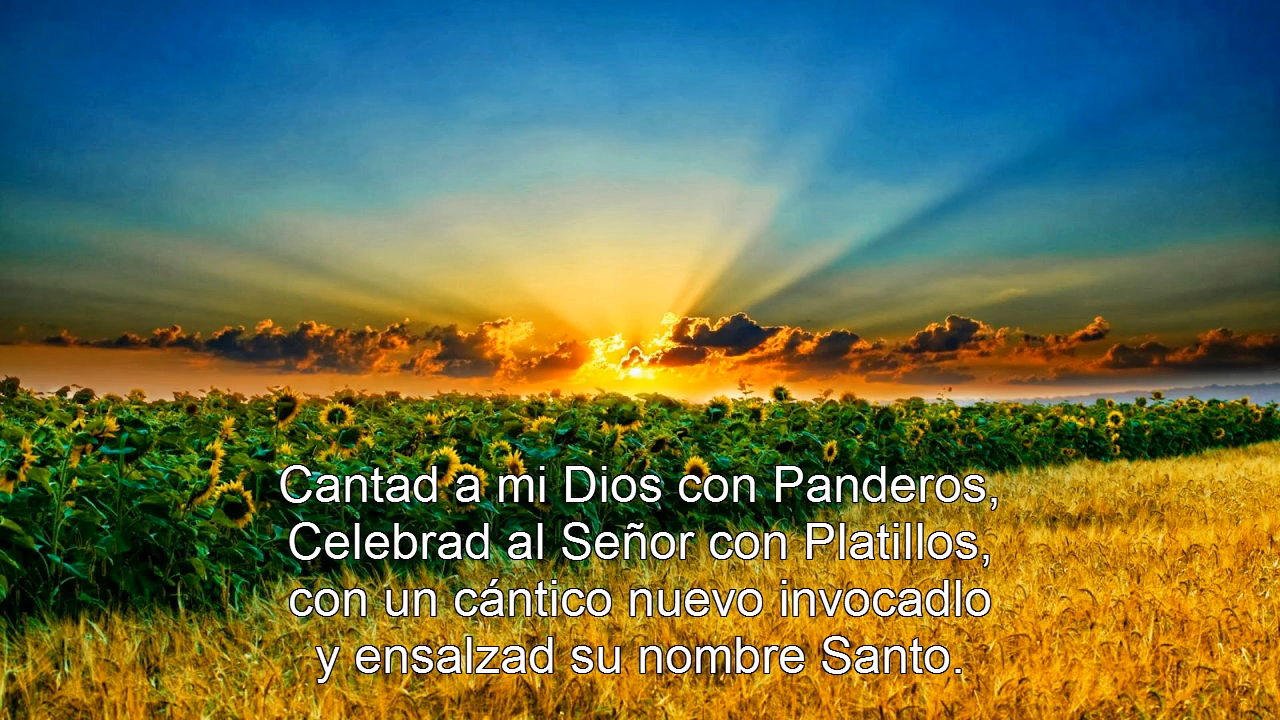 Cantad a mi Dios con Panderos,
Celebrad al Señor con Platillos,
con un cántico nuevo invocadlo
y ensalzad su nombre Santo.